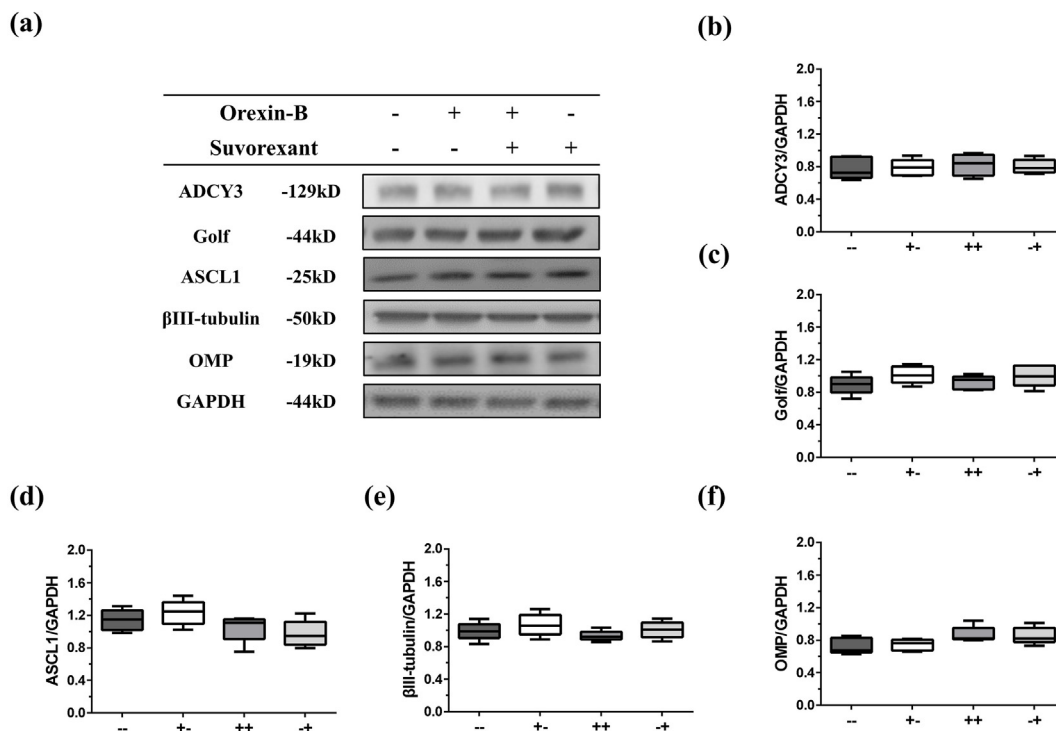 (a)
Orexin-B - + + -
Suvorexant - - + +
ADCY3 -129kD
Golf -44kD
ASCL1 -25kD
βIII-tubulin -50kD
OMP -19kD
GAPDH -44kD
(b)
ADCY3/GAPDH
2.0
1.6
1.2
0.8
0.4
0.0
-- +- ++ -+
(c)
Golf/GAPDH
2.0
1.6
1.2
0.8
0.4
0.0
-- +- ++ -+
(d)
ASCL1/GAPDH
2.0
1.6
1.2
0.8
0.4
0.0
-- +- ++ -+
(e)
βIII-tubulin/GAPDH
2.0
1.6
1.2
0.8
0.4
0.0
-- +- ++ -+
(f)
OMP/GAPDH
2.0
1.6
1.2
0.8
0.4
0.0
-- +- ++ -+